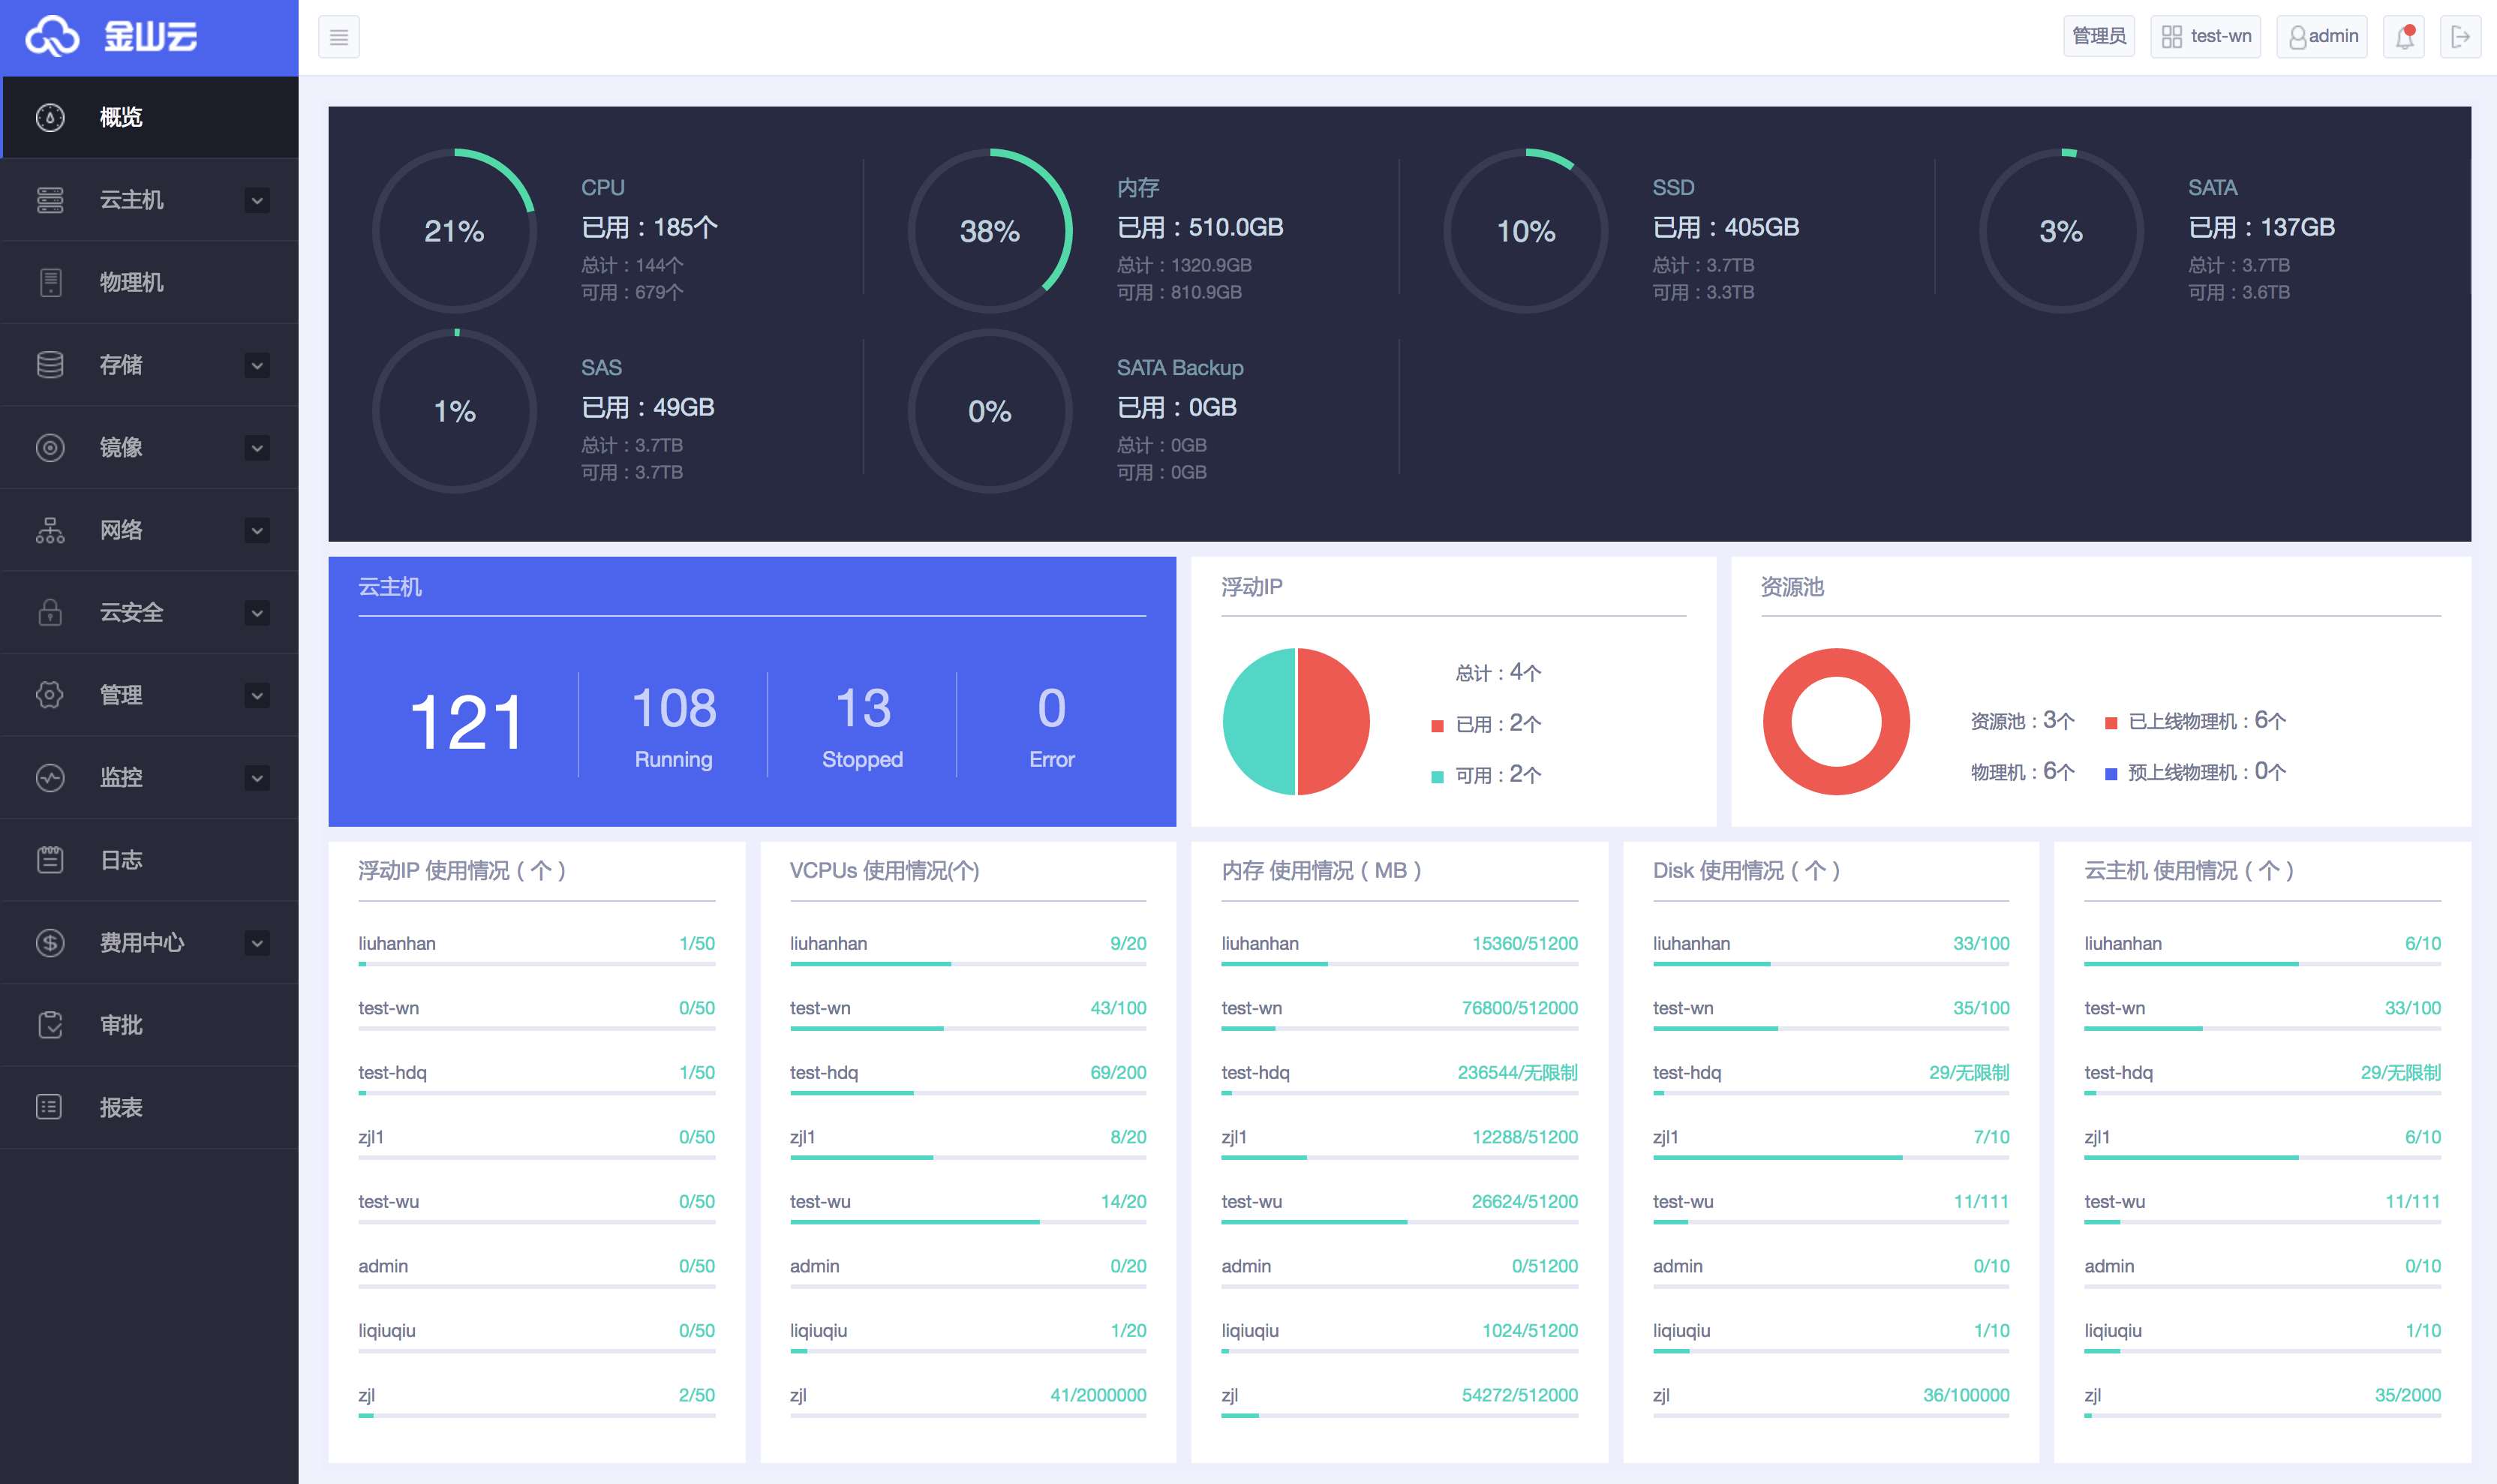 金山云
管理员 test-wn admin
概览
云主机
物理机
存储
镜像
网络
云安全
管理
监控
日志
费用中心
审批
报表
21%
CPU
已用：185个
总计：144个
可用：679个
38%
内存
已用：510.0GB
总计：1320.9GB
可用：810.9GB
10%
SSD
已用：405GB
总计：3.7TB
可用：3.3TB
3%
SATA
已用：137GB
总计：3.7TB
可用：3.6TB
1%
SAS
已用：49GB
总计：3.7TB
可用：3.7TB
0%
SATA Backup
已用：0GB
总计：0GB
可用：0GB
云主机
121
108
Running
13
Stopped
0
Error
浮动IP
总计：4个
已用：2个
可用：2个
资源池
资源池：3个 已上线物理机：6个
物理机：6个 预上线物理机：0个
浮动IP 使用情况（个）
liuhanhan 1/50
test-wn 0/50
test-hdq 1/50
zjl1 0/50
test-wu 0/50
admin 0/50
liqiuqiu 0/50
zjl 2/50
VCPUs 使用情况(个)
liuhanhan 9/20
test-wn 43/100
test-hdq 69/200
zjl1 8/20
test-wu 14/20
admin 0/20
liqiuqiu 1/20
zjl 41/2000000
内存 使用情况（MB）
liuhanhan 15360/51200
test-wn 76800/512000
test-hdq 236544/无限制
zjl1 12288/51200
test-wu 26624/51200
admin 0/51200
liqiuqiu 1024/51200
zjl 54272/512000
Disk 使用情况（个）
liuhanhan 33/100
test-wn 35/100
test-hdq 29/无限制
zjl1 7/10
test-wu 11/111
admin 0/10
liqiuqiu 1/10
zjl 36/100000
云主机 使用情况（个）
liuhanhan 6/10
test-wn 33/100
test-hdq 29/无限制
zjl1 6/10
test-wu 11/111
admin 0/10
liqiuqiu 1/10
zjl 35/2000